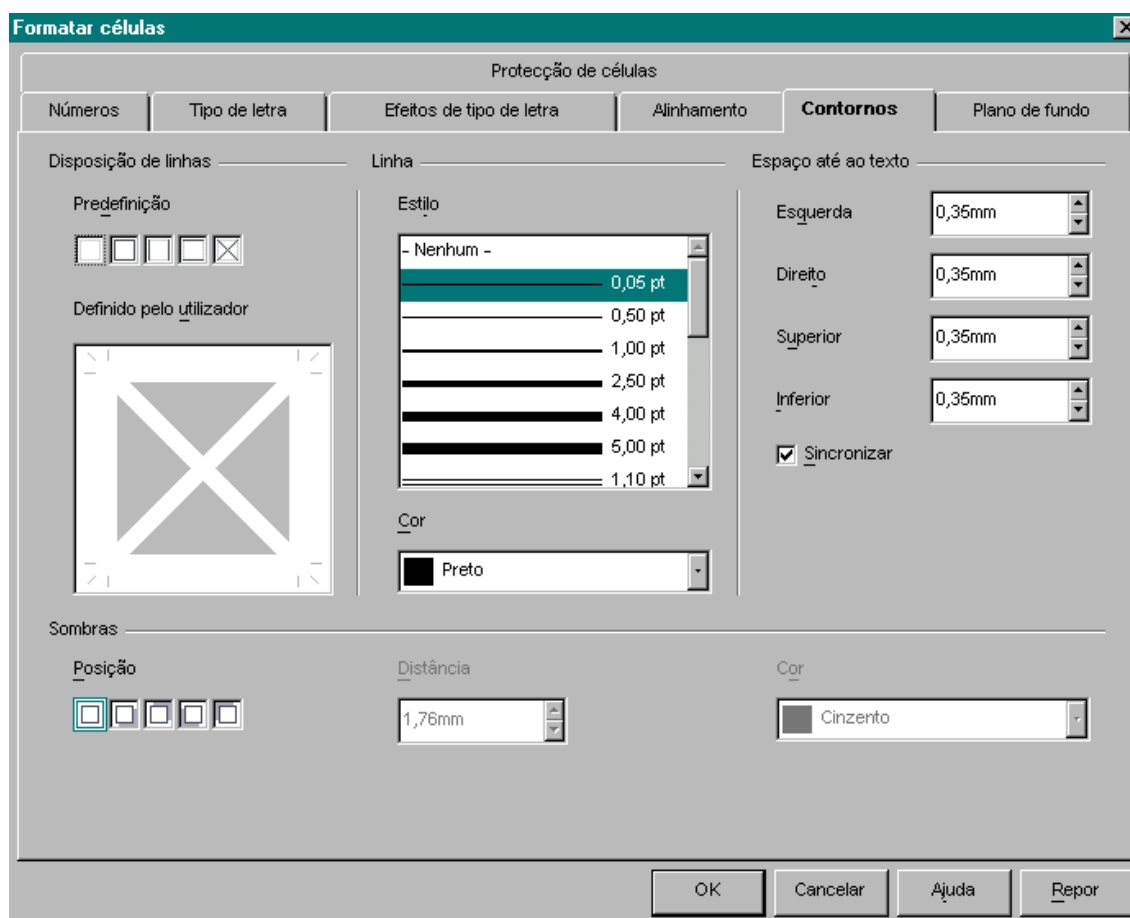 Formatar células
Protecção de células
Números Tipo de letra Efeitos de tipo de letra Alinhamento Contornos Plano de fundo
Disposição de linhas Linha Espaço até ao texto
Predefinição Estilo Esquerda 0,35mm
- Nenhum -
0,05 pt Direito 0,35mm
Definido pelo utilizador 0,50 pt
1,00 pt Superior 0,35mm
2,50 pt
4,00 pt Inferior 0,35mm
5,00 pt Sincronizar
1,10 pt
Cor
Preto
Sombras
Posição Distância Cor
1,76mm Cinzento
OK Cancelar Ajuda Repor